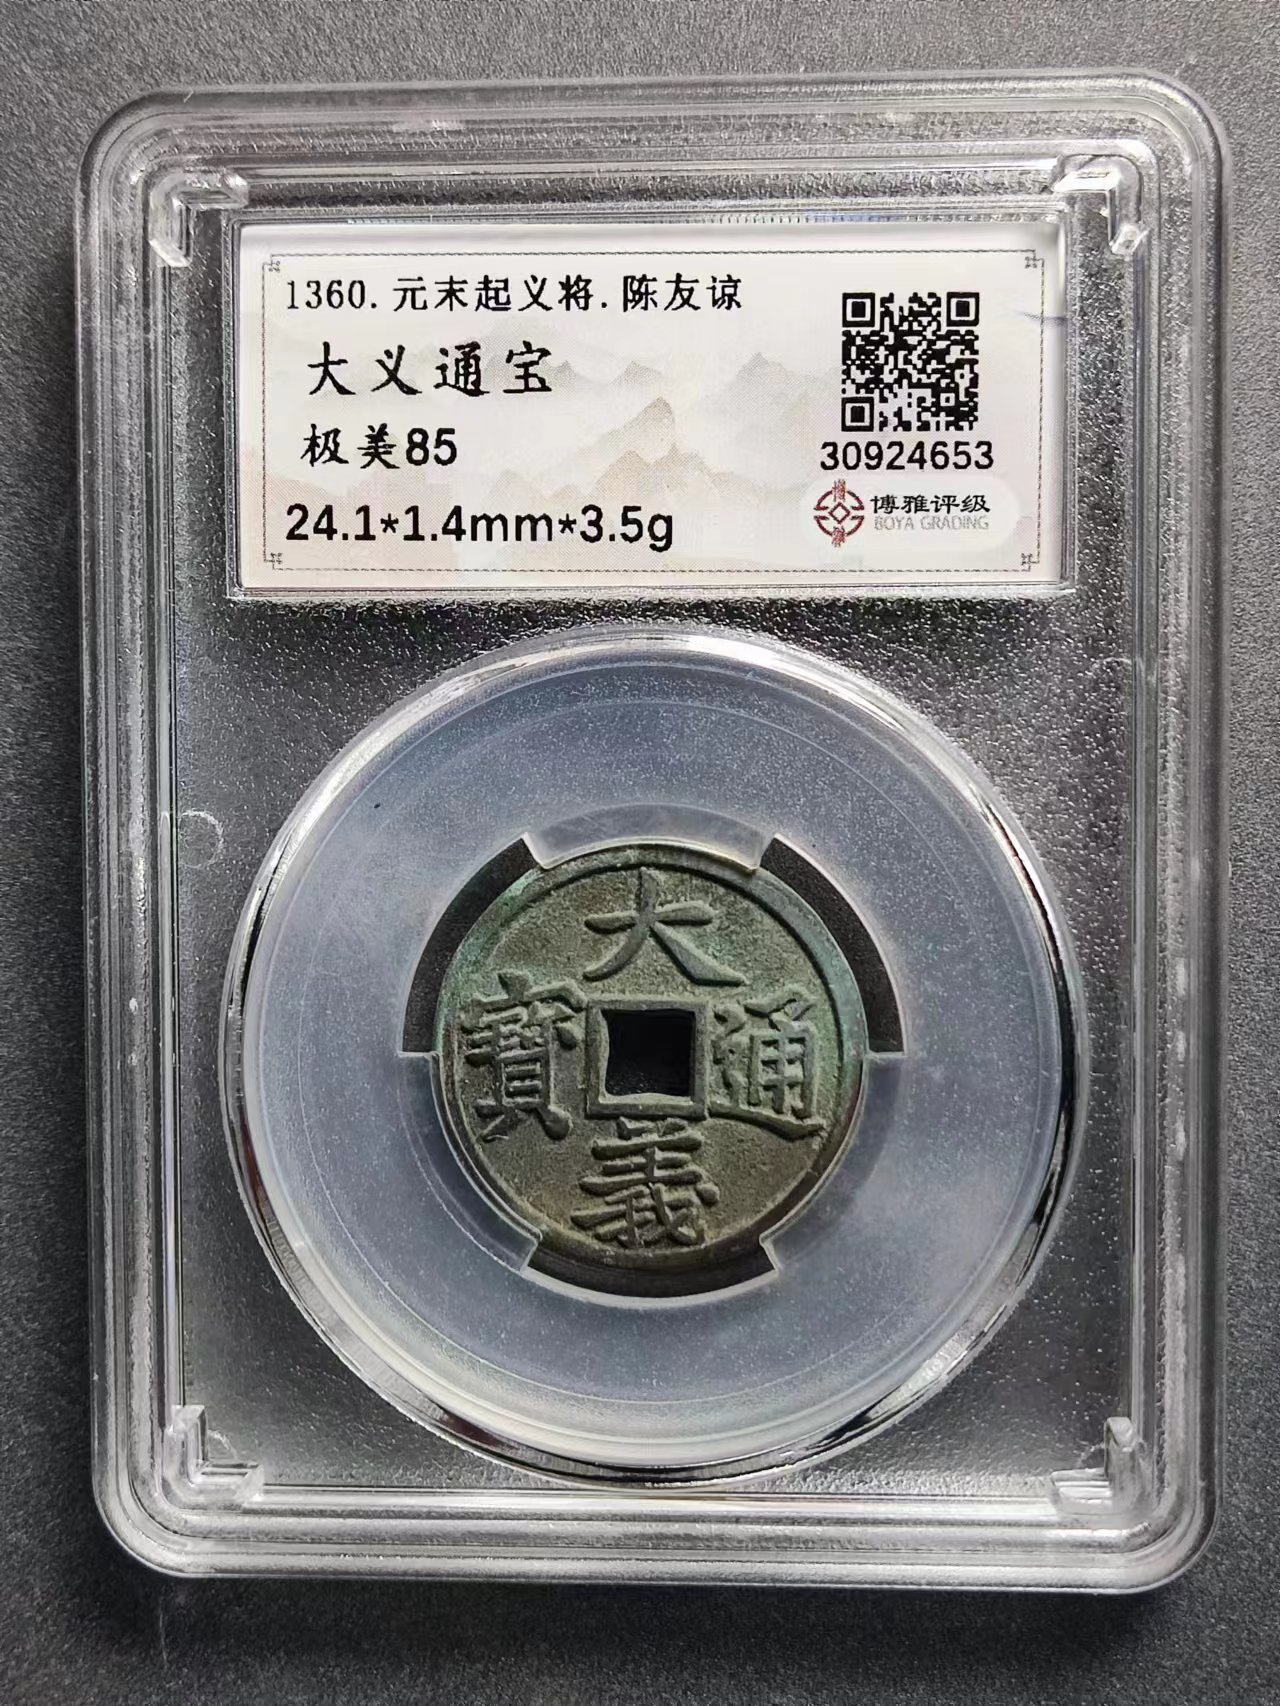 1360.元末起义将.陈友谅
大义通宝
极美85
24.1*1.4mm*3.5g
30924653
博雅评级
BOYA GRADING
大
寶 通
義